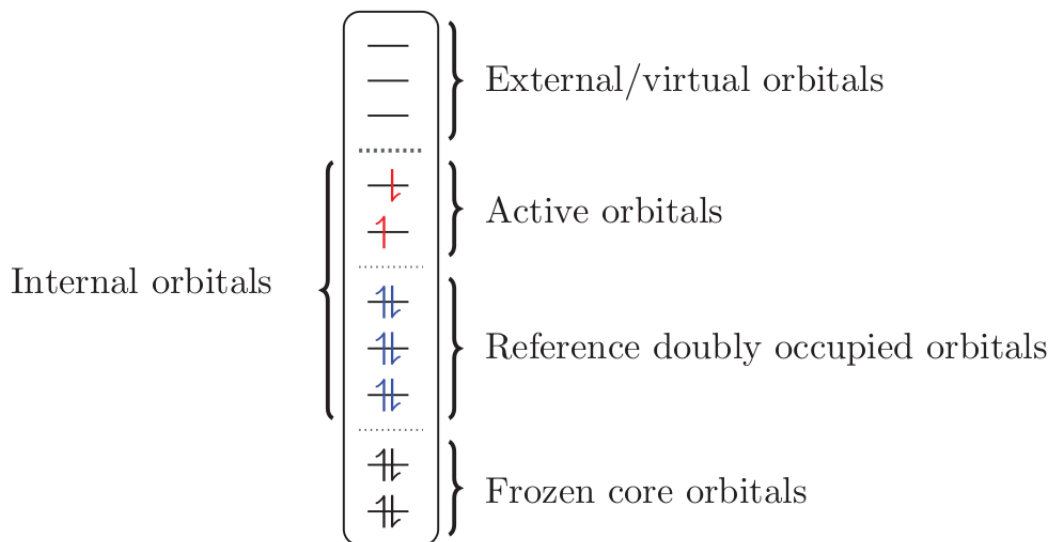 External/virtual orbitals
Active orbitals
Internal orbitals
Reference doubly occupied orbitals
Frozen core orbitals